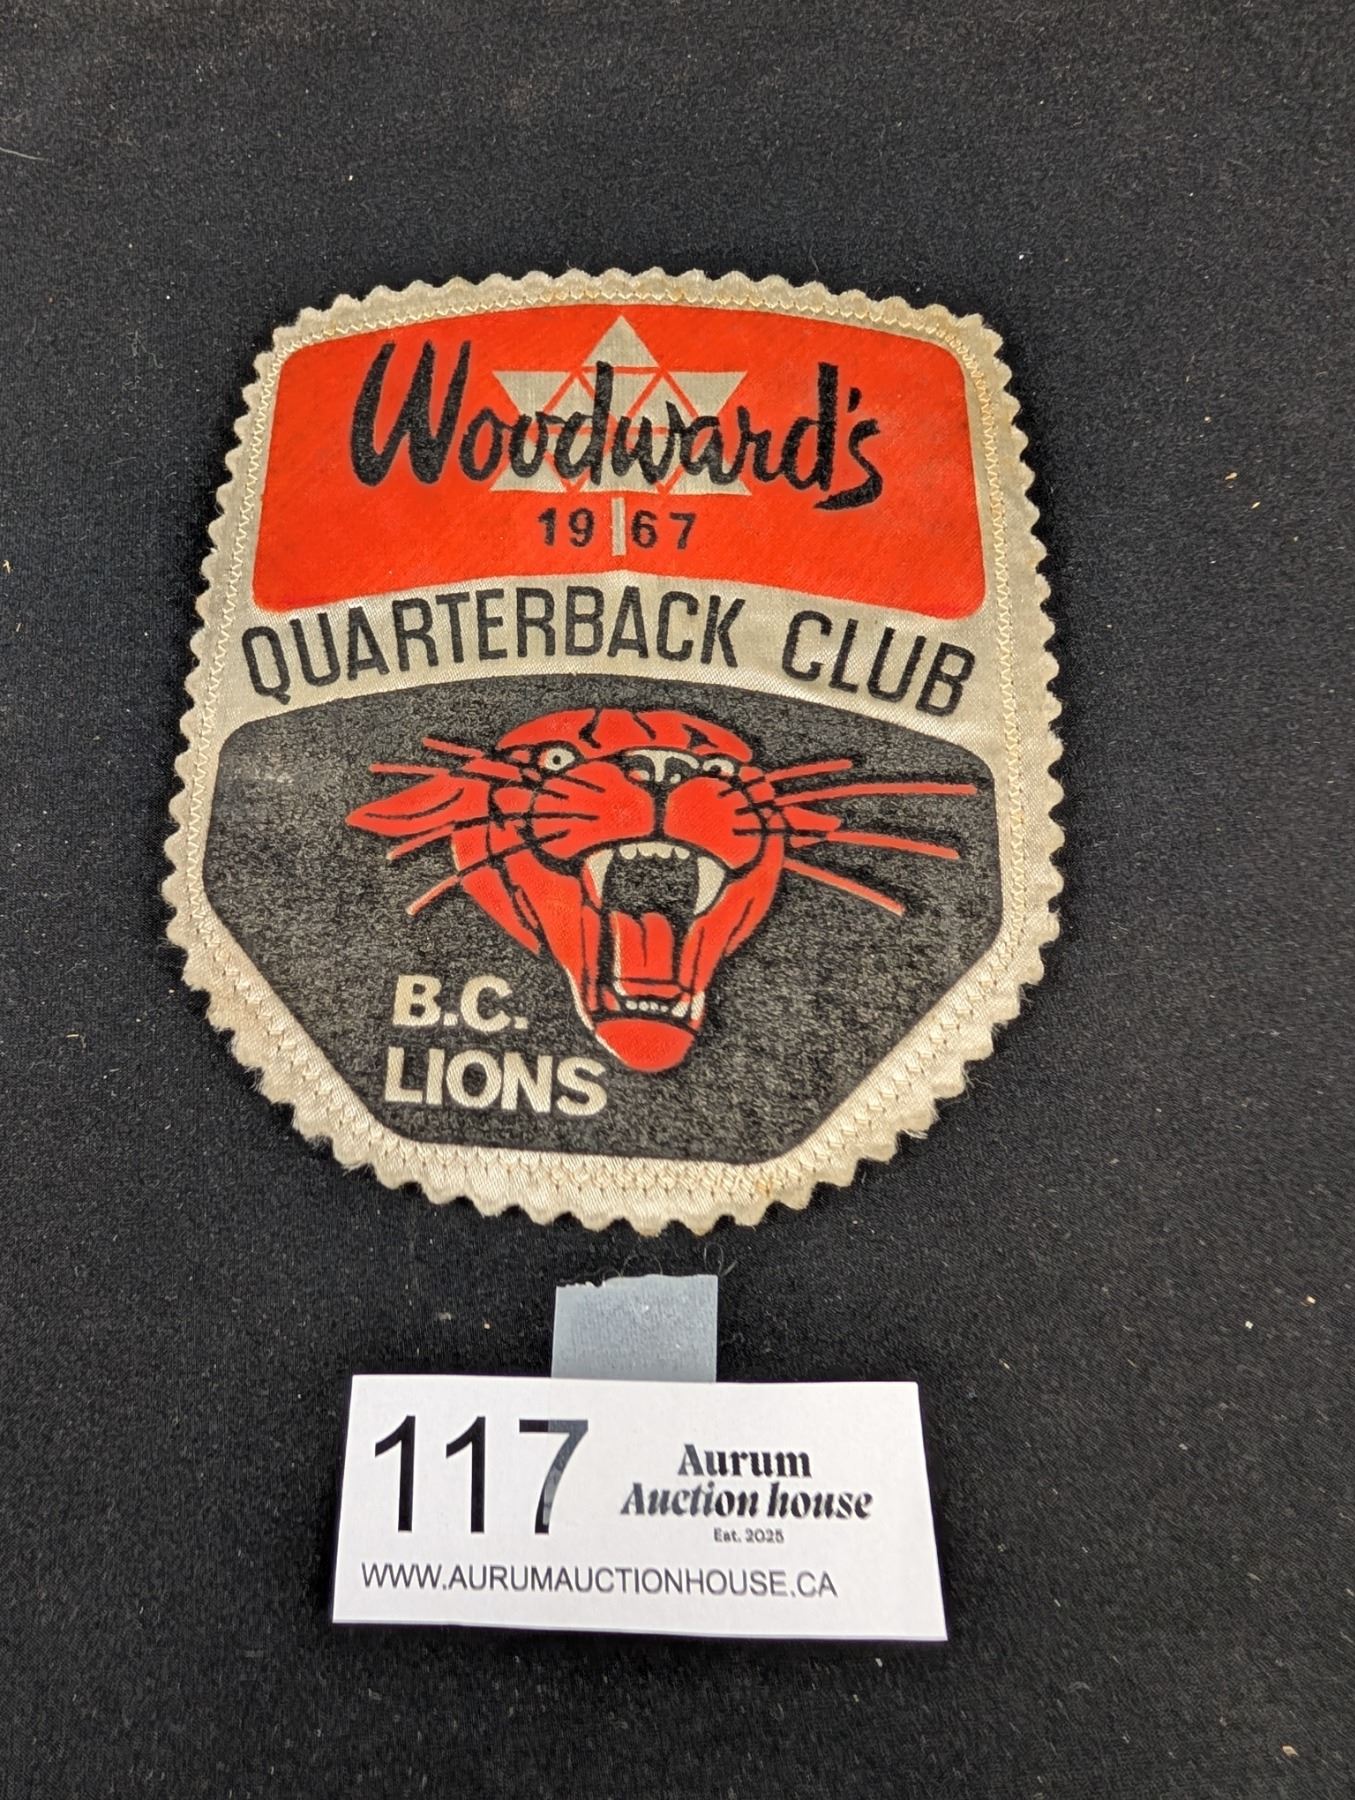 Woodward's
1967
QUARTERBACK CLUB
B.C.
LIONS
117
Aurum
Auction house
Est. 2025
WWW.AURUMAUCTIONHOUSE.CA